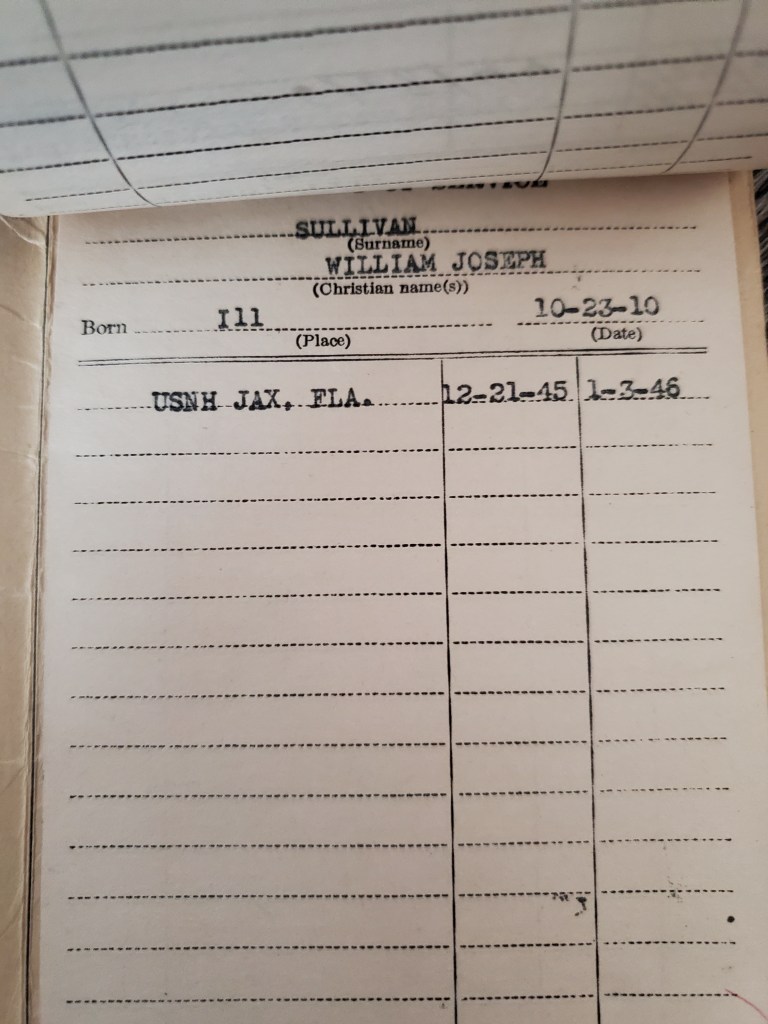 SERVICE
SULLIVAN
(Surname)
WILLIAM JOSEPH
(Christian name(s))
Born Ill 10-23-10
(Place) (Date)
USNH JAX, FLA. 12-21-45 1-3-46